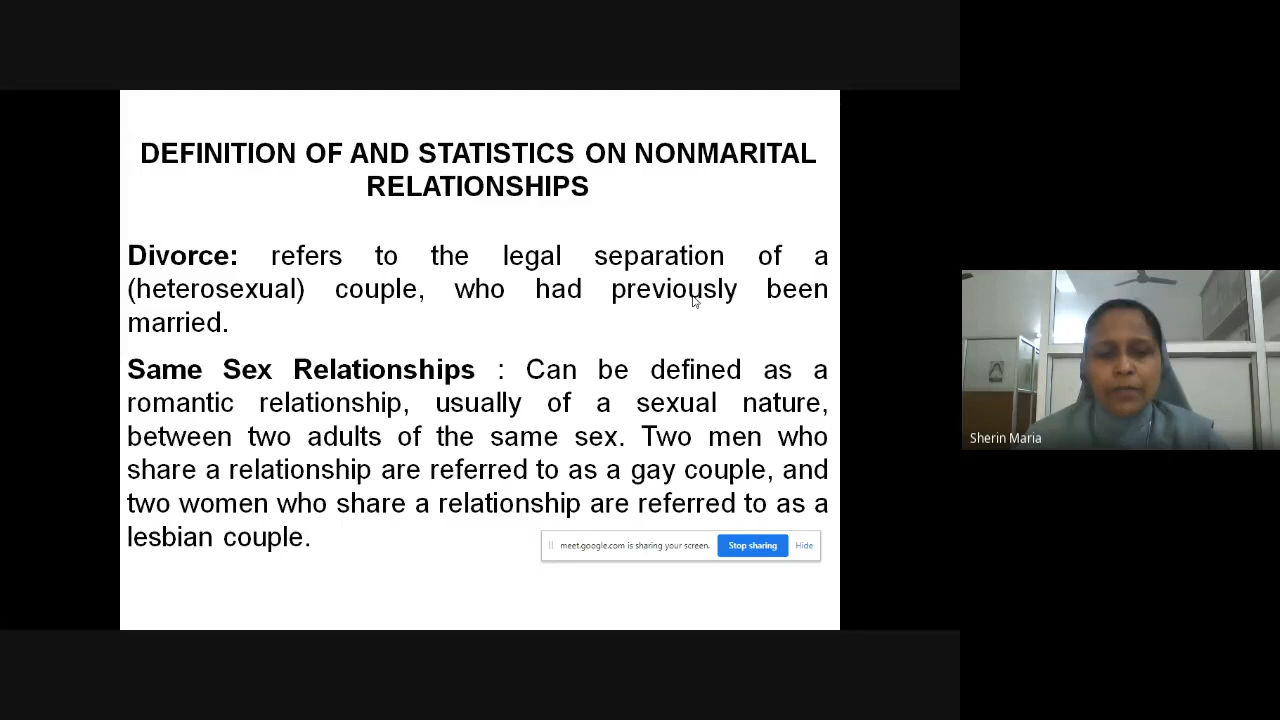 DEFINITION OF AND STATISTICS ON NONMARITAL
RELATIONSHIPS
Divorce: refers to the legal separation of a
(heterosexual) couple, who had previously been
married.
Same Sex Relationships : Can be defined as a
romantic relationship, usually of a sexual nature,
between two adults of the same sex. Two men who
share a relationship are referred to as a gay couple, and
two women who share a relationship are referred to as a
lesbian couple.
meet.google.com is sharing your screen. Stop sharing Hide
Sherin Maria